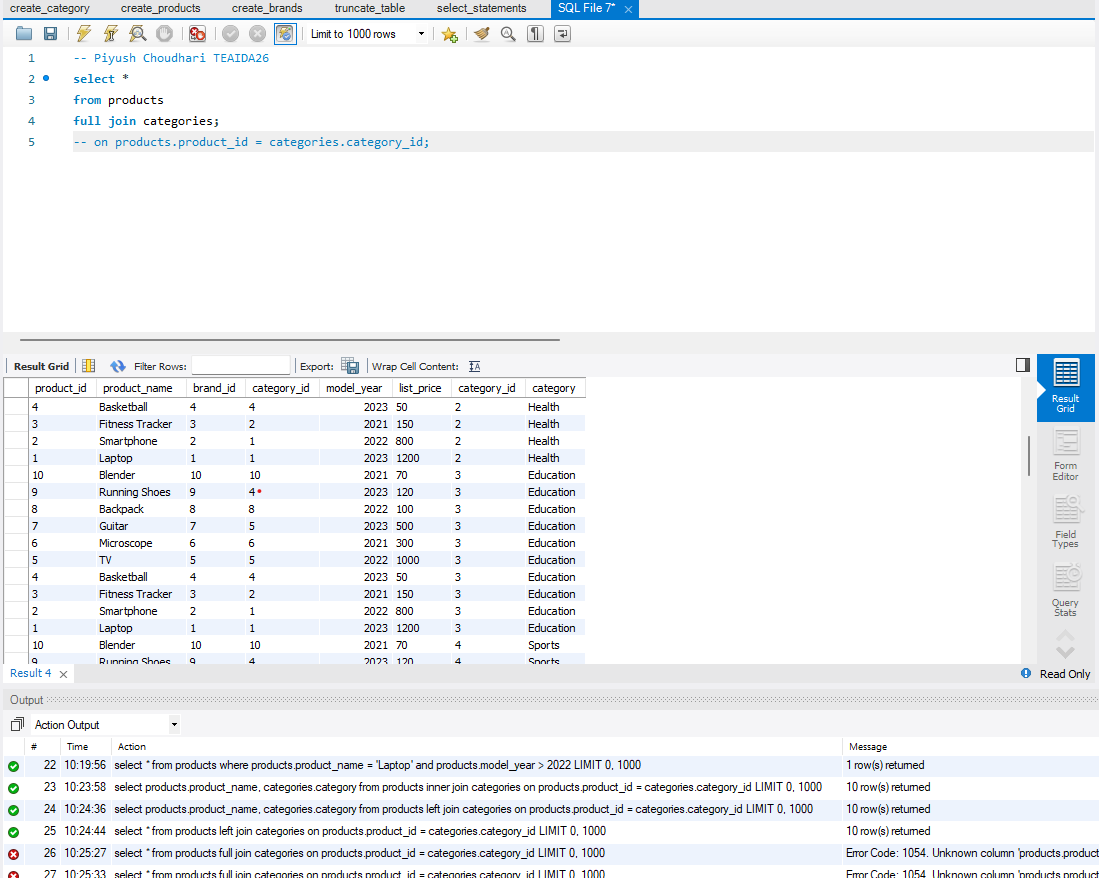 create_category create_products create_brands truncate_table select_statements SQL File 7* ×
Limit to 1000 rows
1 -- Piyush Choudhari TEAIDA26
2 select *
3 from products
4 full join categories;
5 -- on products.product_id = categories.category_id;
Result Grid Filter Rows: Export: Wrap Cell Content:
product_id product_name brand_id category_id model_year list_price category_id category
4 Basketball 4 4 2023 50 2 Health
3 Fitness Tracker 3 2 2021 150 2 Health
2 Smartphone 2 1 2022 800 2 Health
1 Laptop 1 1 2023 1200 2 Health
10 Blender 10 10 2021 70 3 Education
9 Running Shoes 9 4 2023 120 3 Education
8 Backpack 8 8 2022 100 3 Education
7 Guitar 7 5 2023 500 3 Education
6 Microscope 6 6 2021 300 3 Education
5 TV 5 5 2022 1000 3 Education
4 Basketball 4 4 2023 50 3 Education
3 Fitness Tracker 3 2 2021 150 3 Education
2 Smartphone 2 1 2022 800 3 Education
1 Laptop 1 1 2023 1200 3 Education
10 Blender 10 10 2021 70 4 Sports
9 Running Shoes 9 4 2023 120 4 Sports
Result
Grid
Form
Editor
Field
Types
Query
Stats
Result 4 × Read Only
Output
Action Output
# Time Action Message
22 10:19:56 select * from products where products.product_name = 'Laptop' and products.model_year > 2022 LIMIT 0, 1000 1 row(s) returned
23 10:23:58 select products.product_name, categories.category from products inner join categories on products.product_id = categories.category_id LIMIT 0, 1000 10 row(s) returned
24 10:24:36 select products.product_name, categories.category from products left join categories on products.product_id = categories.category_id LIMIT 0, 1000 10 row(s) returned
25 10:24:44 select * from products left join categories on products.product_id = categories.category_id LIMIT 0, 1000 10 row(s) returned
26 10:25:27 select * from products full join categories on products.product_id = categories.category_id LIMIT 0, 1000 Error Code: 1054. Unknown column 'products.product
27 10:25:33 select * from products full join categories on products.product_id = categories.category_id LIMIT 0, 1000 Error Code: 1054. Unknown column 'products.product